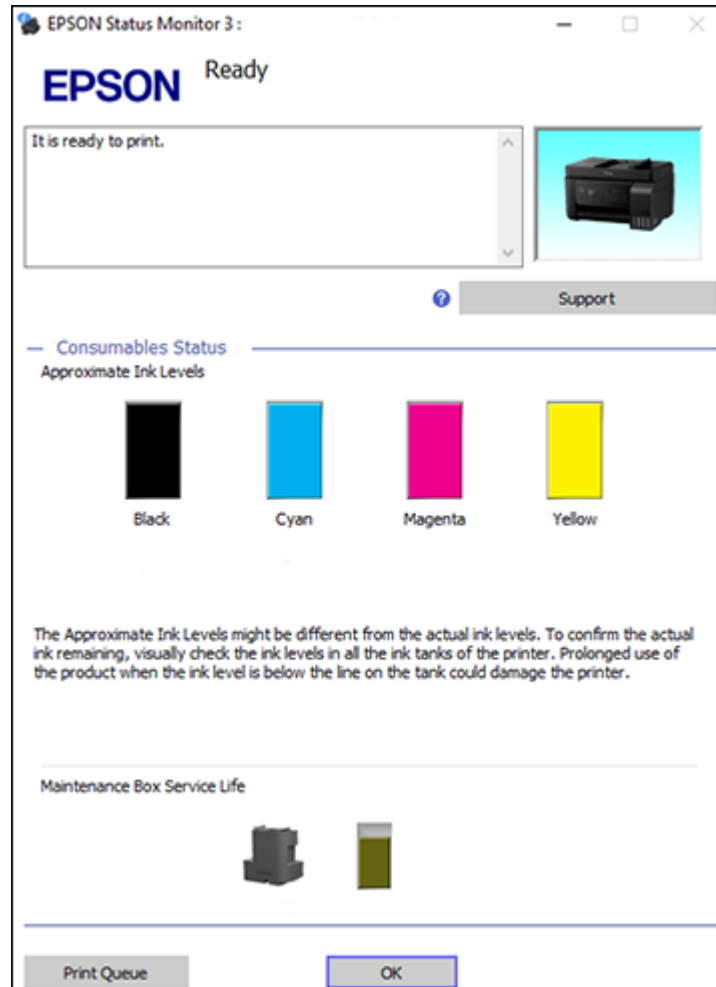 EPSON Status Monitor 3 :
EPSON
Ready
It is ready to print.
Support
Consumables Status
Approximate Ink Levels
Black Cyan Magenta Yellow
The Approximate Ink Levels might be different from the actual ink levels. To confirm the actual
ink remaining, visually check the ink levels in all the ink tanks of the printer. Prolonged use of
the product when the ink level is below the line on the tank could damage the printer.
Maintenance Box Service Life
Print Queue OK